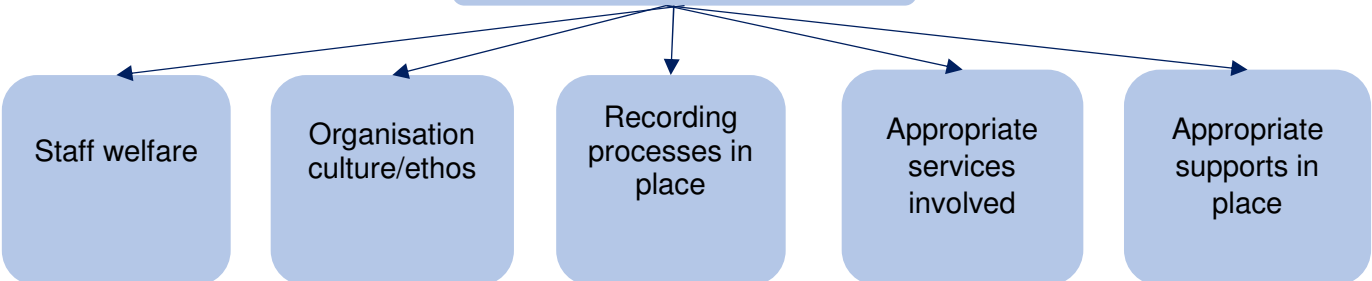 Staff welfare
Organisation
culture/ethos
Recording
processes in
place
Appropriate
services
involved
Appropriate
supports in
place